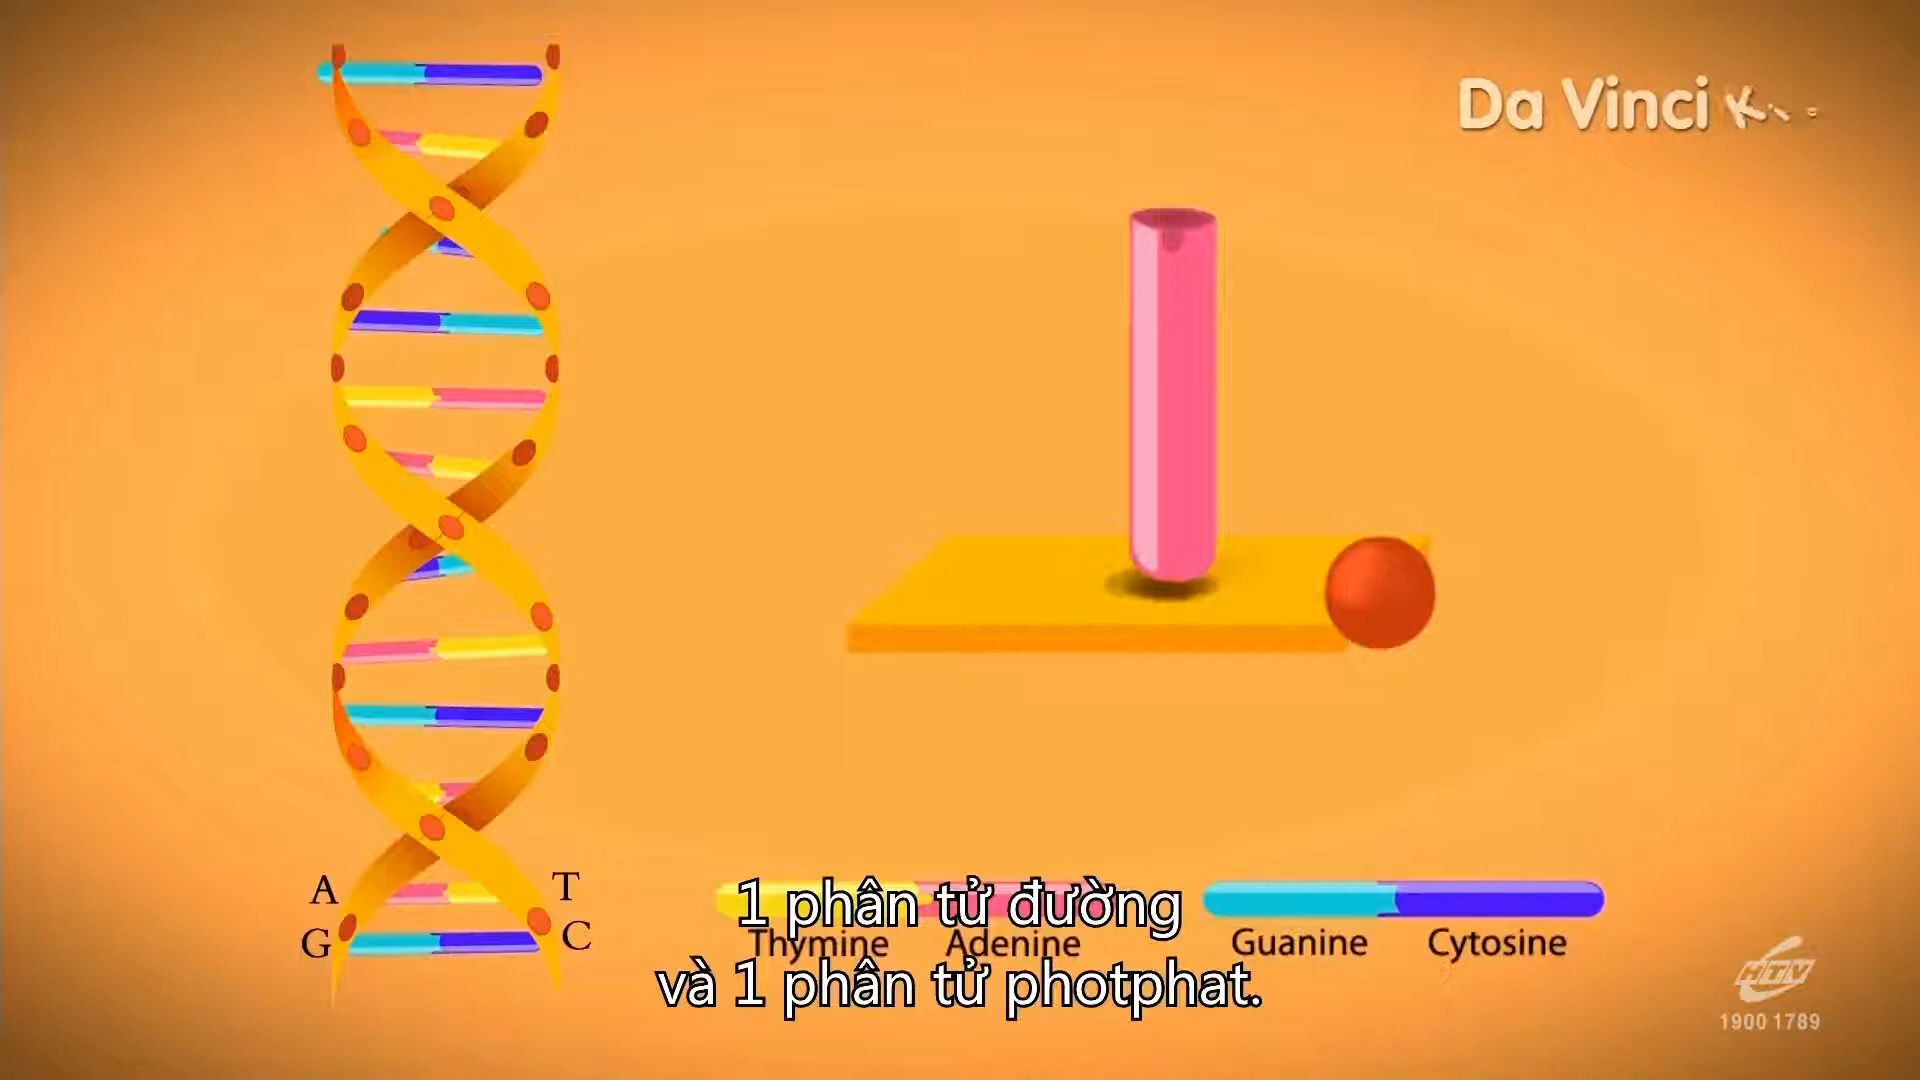 Da Vinci
A
T
G
C
1 phân tử đường
Thymine Adenine Guanine Cytosine
và 1 phân tử photphat.
HTV
1900 1789